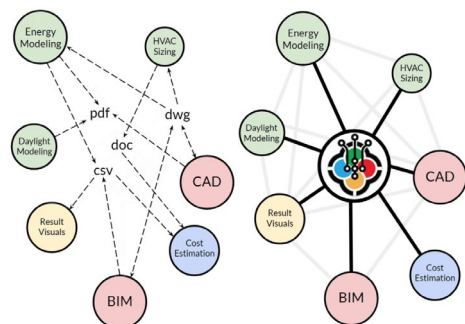 Energy
Modeling
HVAC
Sizing
pdf
dwg
doc
Daylight
Modeling
csv
CAD
Result
Visuals
Cost
Estimation
BIM
Energy
Modeling
HVAC
Sizing
Daylight
Modeling
CAD
Result
Visuals
Cost
Estimation
BIM